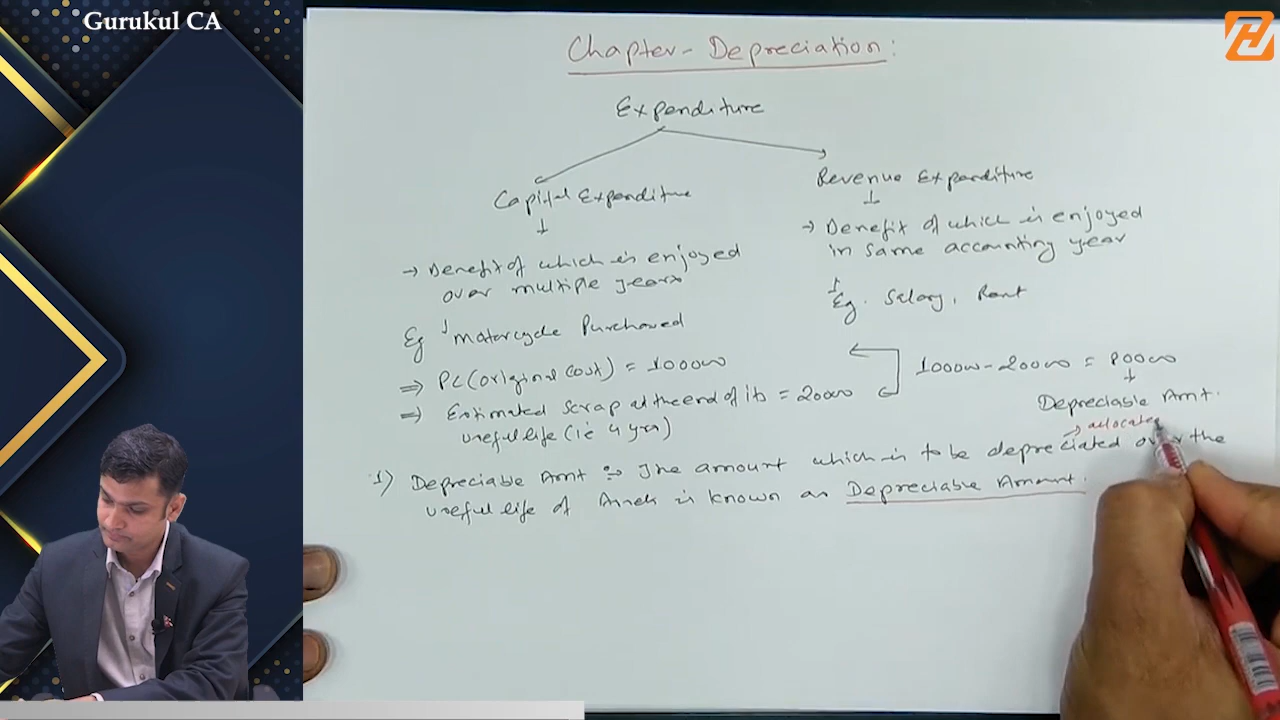 Gurukul CA
Chapter - Depreciation :
Expenditure
Capital Expenditure
→ Benefit of which is enjoyed
over multiple years
Eg Motorcycle Purchased
⇒ PC (original cost) = 100000
⇒ Estimated Scrap at the end of its = 20000
useful life (i.e 4 yrs)
Revenue Expenditure
→ Benefit of which is enjoyed
in same accounting year
Eg. Salary, Rent
100000 - 20000 = 80000
Depreciable Amt.
→ allocated
1) Depreciable Amt :→ The amount which is to be depreciated over the
useful life of Assets is known as Depreciable Amount.